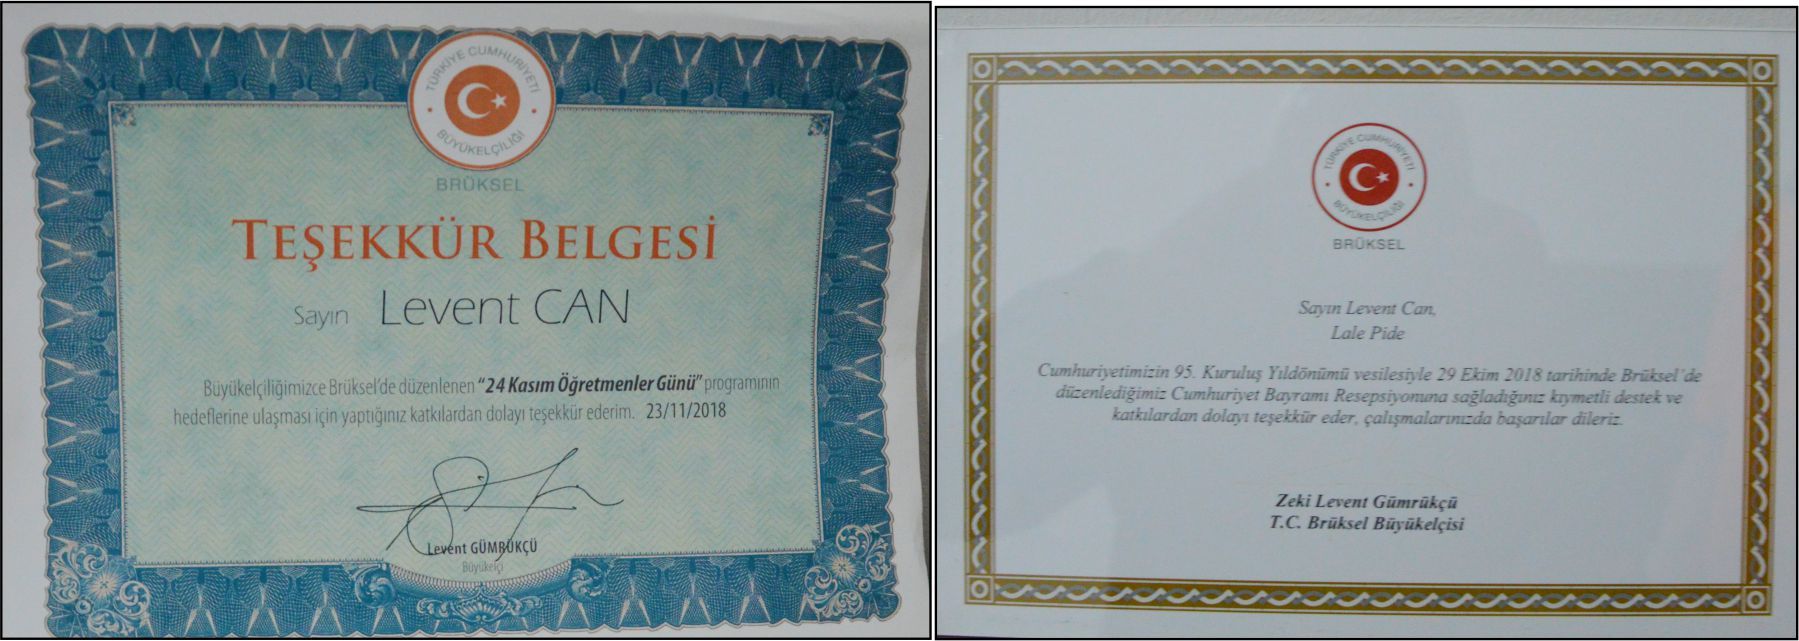 TÜRKİYE CUMHURİYETİ
BÜYÜKELÇİLİĞİ
BRÜKSEL
TEŞEKKÜR BELGESİ
Sayın Levent CAN
Büyükelçiliğimizce Brüksel'de düzenlenen “24 Kasım Öğretmenler Günü” programının
hedeflerine ulaşması için yaptığınız katkılardan dolayı teşekkür ederim. 23/11/2018
Levent GÜMRÜKÇÜ
Büyükelçi
TÜRKİYE CUMHURİYETİ
BÜYÜKELÇİLİĞİ
BRÜKSEL
Sayın Levent Can,
Lale Pide
Cumhuriyetimizin 95. Kuruluş Yıldönümü vesilesiyle 29 Ekim 2018 tarihinde Brüksel'de
düzenlediğimiz Cumhuriyet Bayramı Resepsiyonuna sağladığınız kıymetli destek ve
katkılardan dolayı teşekkür eder, çalışmalarınızda başarılar dileriz.
Zeki Levent Gümrükçü
T.C. Brüksel Büyükelçisi